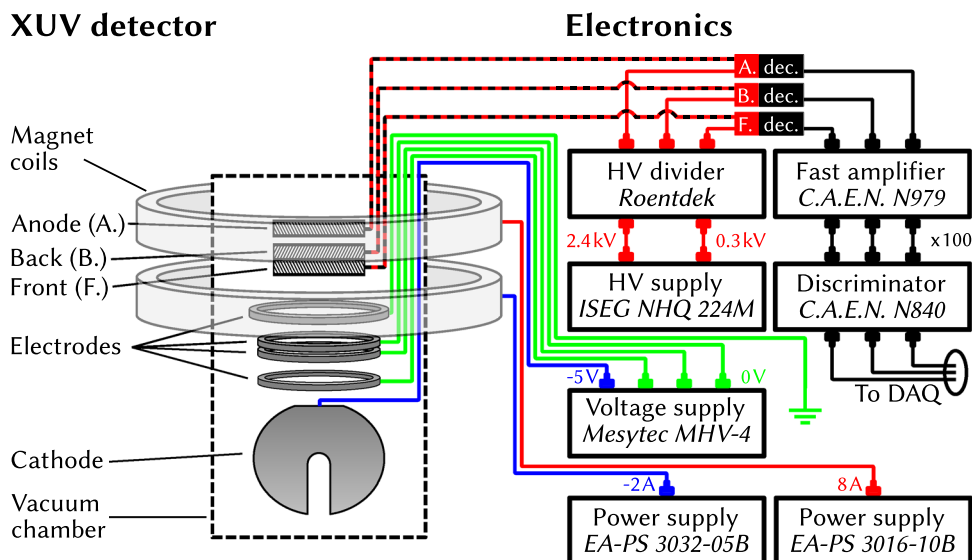 XUV detector
Electronics
A. dec.
B. dec.
F. dec.
Magnet
coils
Anode (A.)
Back (B.)
Front (F.)
Electrodes
Cathode
Vacuum
chamber
HV divider
Roentdek
Fast amplifier
C.A.E.N. N979
2.4kV
0.3kV
x100
HV supply
ISEG NHQ 224M
Discriminator
C.A.E.N. N840
To DAQ
-5V
0V
Voltage supply
Mesytec MHV-4
-2A
8A
Power supply
EA-PS 3032-05B
Power supply
EA-PS 3016-10B